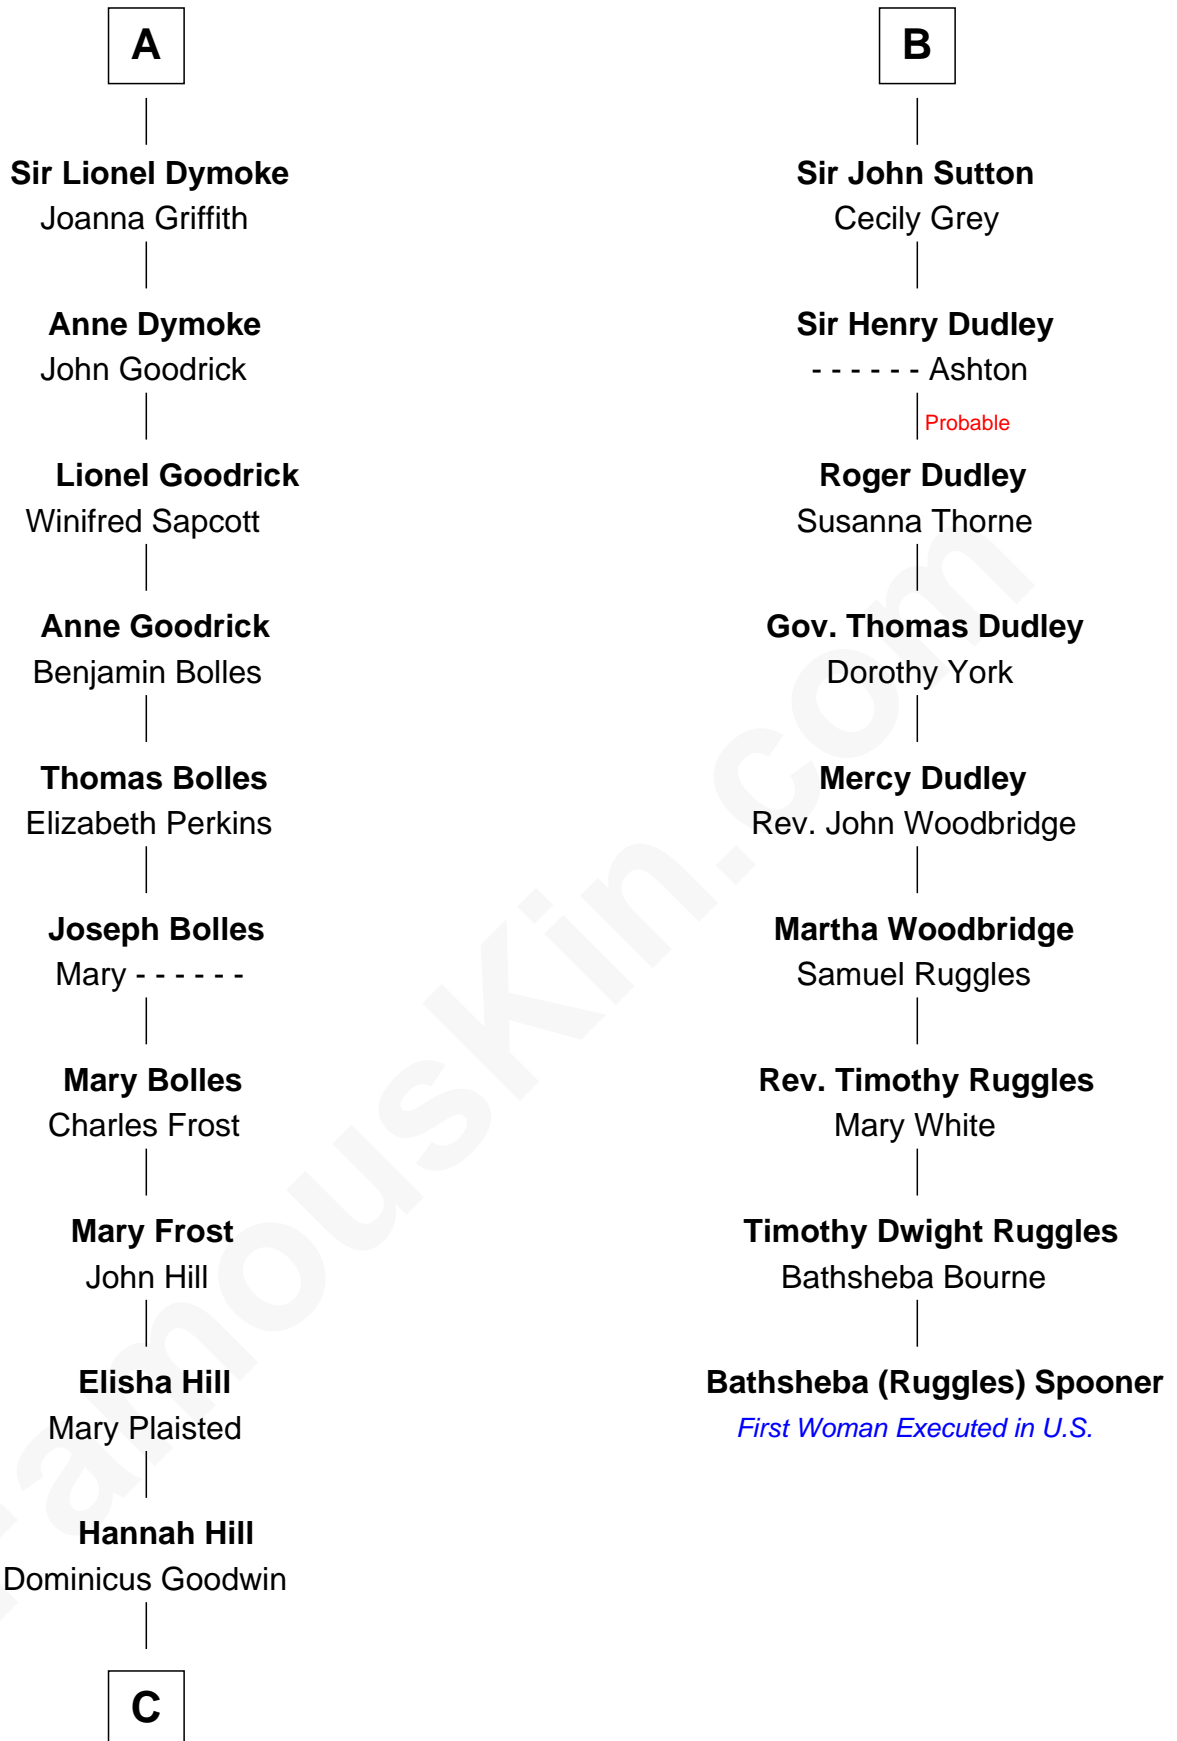 A
Sir Lionel Dymoke
Joanna Griffith
Anne Dymoke
John Goodrick
Lionel Goodrick
Winifred Sapcott
Anne Goodrick
Benjamin Bolles
Thomas Bolles
Elizabeth Perkins
Joseph Bolles
Mary - - - - - -
Mary Bolles
Charles Frost
Mary Frost
John Hill
Elisha Hill
Mary Plaisted
Hannah Hill
Dominicus Goodwin
C
B
Sir John Sutton
Cecily Grey
Sir Henry Dudley
- - - - - - Ashton
Probable
Roger Dudley
Susanna Thorne
Gov. Thomas Dudley
Dorothy York
Mercy Dudley
Rev. John Woodbridge
Martha Woodbridge
Samuel Ruggles
Rev. Timothy Ruggles
Mary White
Timothy Dwight Ruggles
Bathsheba Bourne
Bathsheba (Ruggles) Spooner
First Woman Executed in U.S.
FamousKin.com